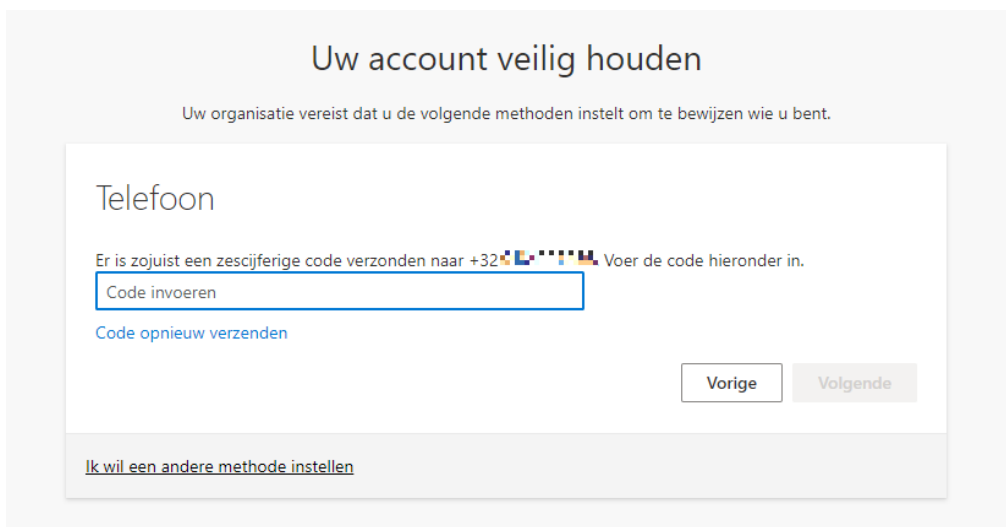 Uw account veilig houden
Uw organisatie vereist dat u de volgende methoden instelt om te bewijzen wie u bent.
Telefoon
Er is zojuist een zescijferige code verzonden naar +32 Voer de code hieronder in.
Code invoeren
Code opnieuw verzenden
Vorige Volgende
Ik wil een andere methode instellen